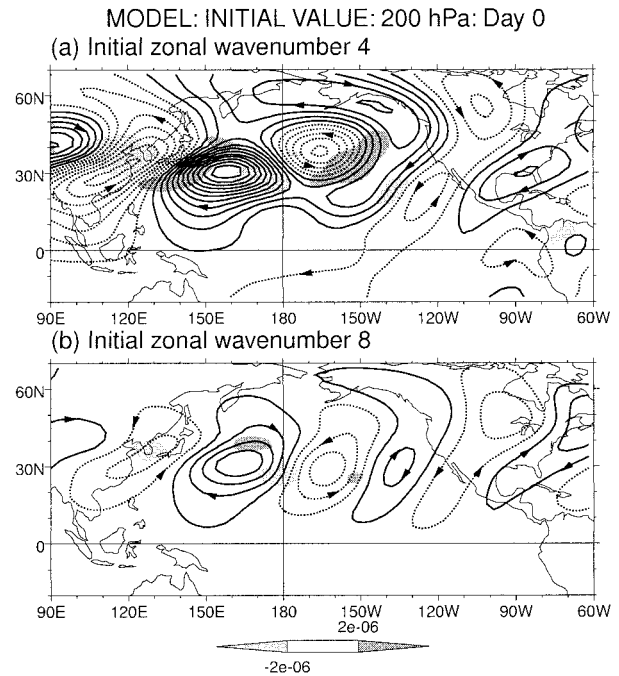 MODEL: INITIAL VALUE: 200 hPa: Day 0
(a) Initial zonal wavenumber 4
60N
30N
0
90E 120E 150E 180 150W 120W 90W 60W
(b) Initial zonal wavenumber 8
60N
30N
0
90E 120E 150E 180 150W 120W 90W 60W
2e-06
-2e-06